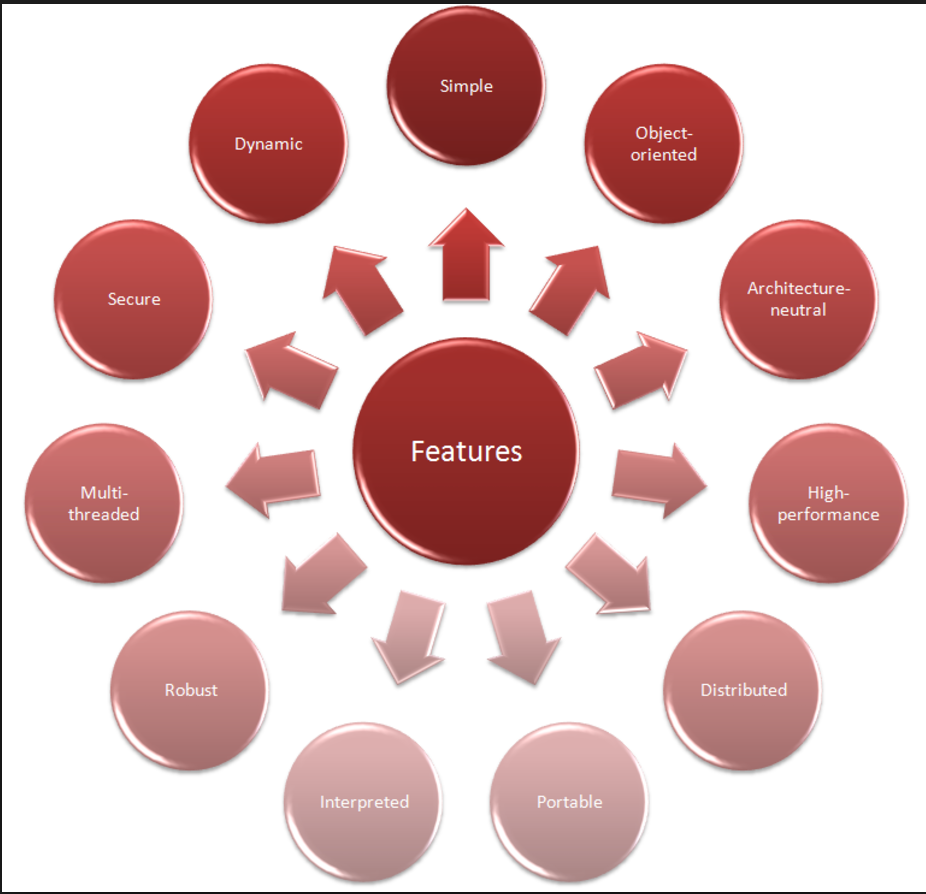 Simple
Object-
oriented
Architecture-
neutral
High-
performance
Distributed
Portable
Interpreted
Robust
Multi-
threaded
Secure
Dynamic
Features